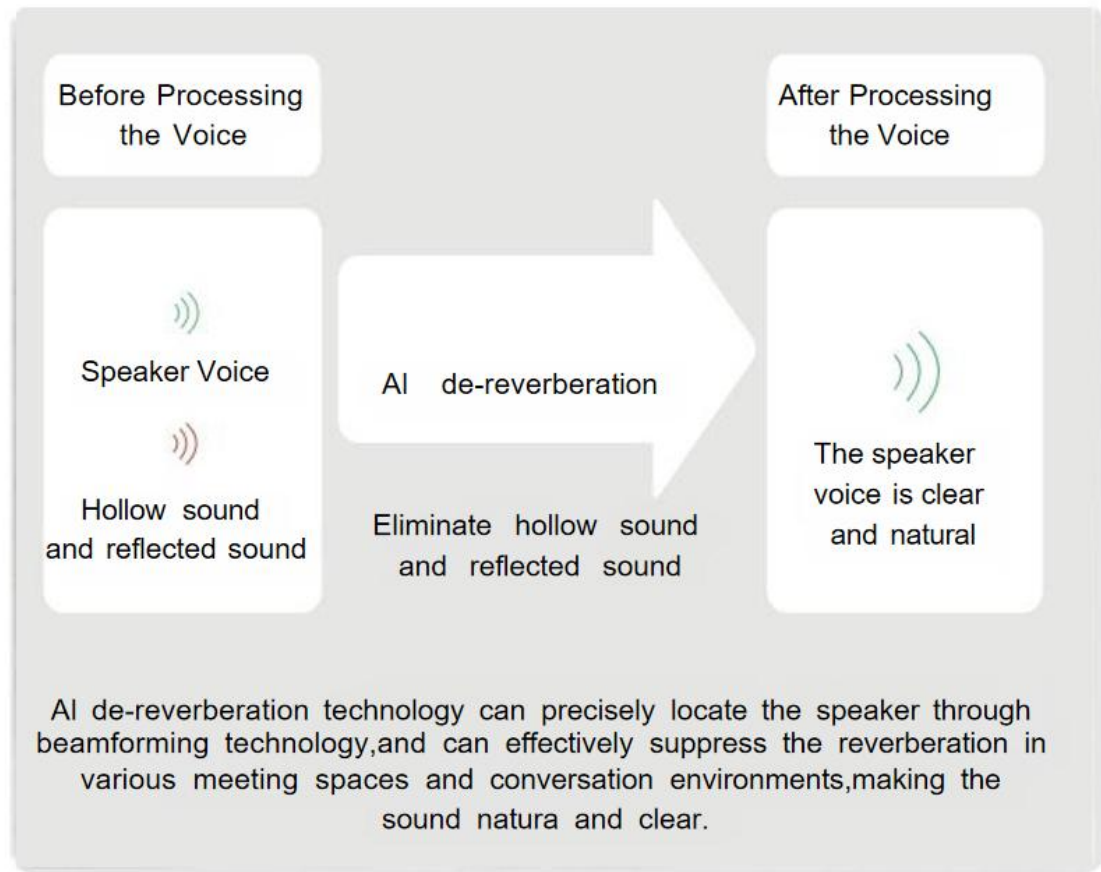 Before Processing
the Voice
After Processing
the Voice
Speaker Voice
Hollow sound
and reflected sound
AI de-reverberation
Eliminate hollow sound
and reflected sound
The speaker
voice is clear
and natural
AI de-reverberation technology can precisely locate the speaker through
beamforming technology,and can effectively suppress the reverberation in
various meeting spaces and conversation environments,making the
sound natura and clear.